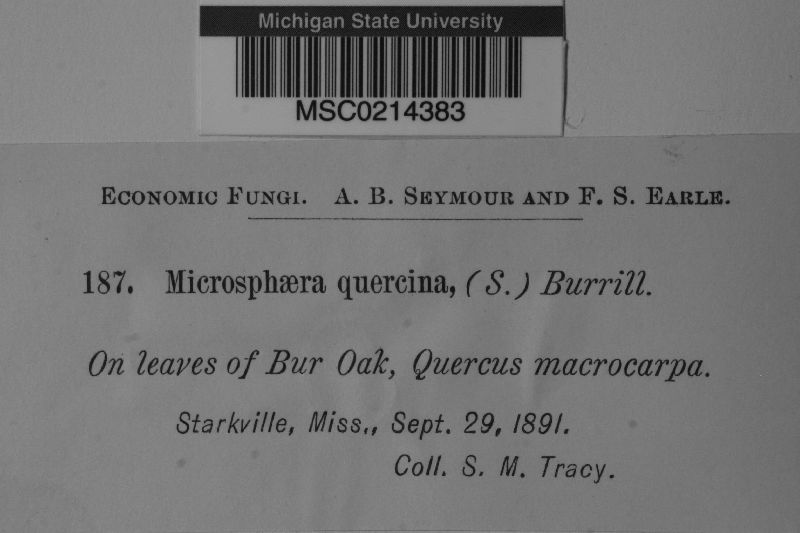 Michigan State University
MSC0214383
Economic Fungi. A. B. Seymour and F. S. Earle.
187. Microsphæra quercina, (S.) Burrill.
On leaves of Bur Oak, Quercus macrocarpa.
Starkville, Miss., Sept. 29, 1891.
Coll. S. M. Tracy.